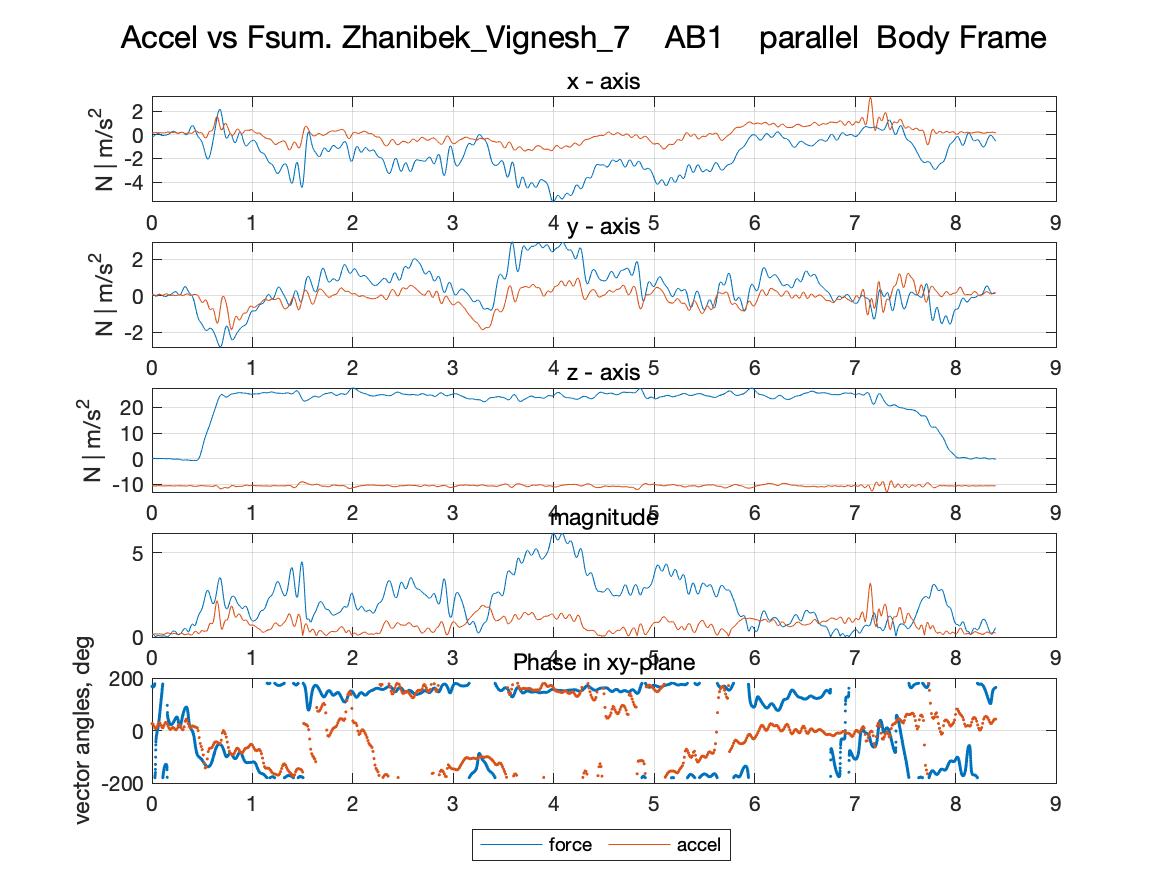 Accel vs Fsum. Zhanibek_Vignesh_7 AB1 parallel Body Frame
x - axis
N | m/s2
2
0
-2
-4
0 1 2 3 4 5 6 7 8 9
y - axis
N | m/s2
2
0
-2
0 1 2 3 4 5 6 7 8 9
z - axis
N | m/s2
20
10
0
-10
0 1 2 3 4 5 6 7 8 9
magnitude
5
0
0 1 2 3 4 5 6 7 8 9
Phase in xy-plane
vector angles, deg
200
0
-200
0 1 2 3 4 5 6 7 8 9
force accel